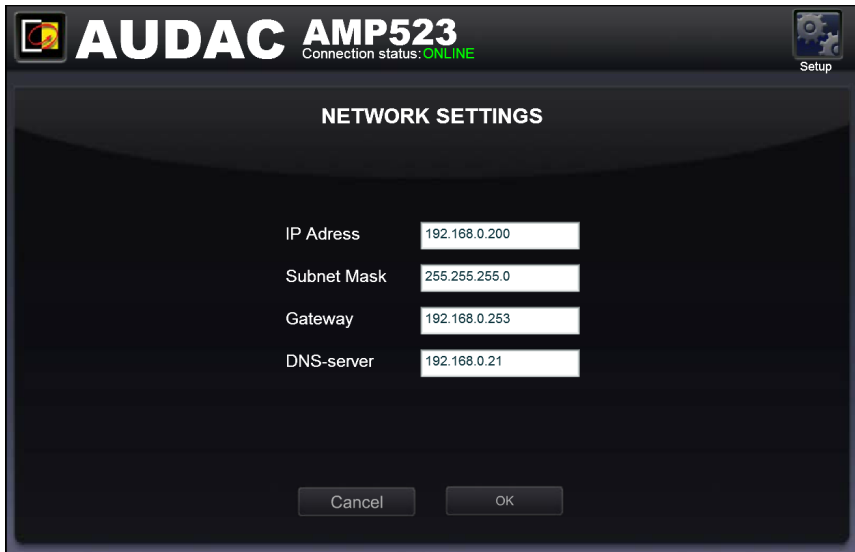 AUDAC AMP523
Connection status:ONLINE
Setup
NETWORK SETTINGS
IP Adress 192.168.0.200
Subnet Mask 255.255.255.0
Gateway 192.168.0.253
DNS-server 192.168.0.21
Cancel OK